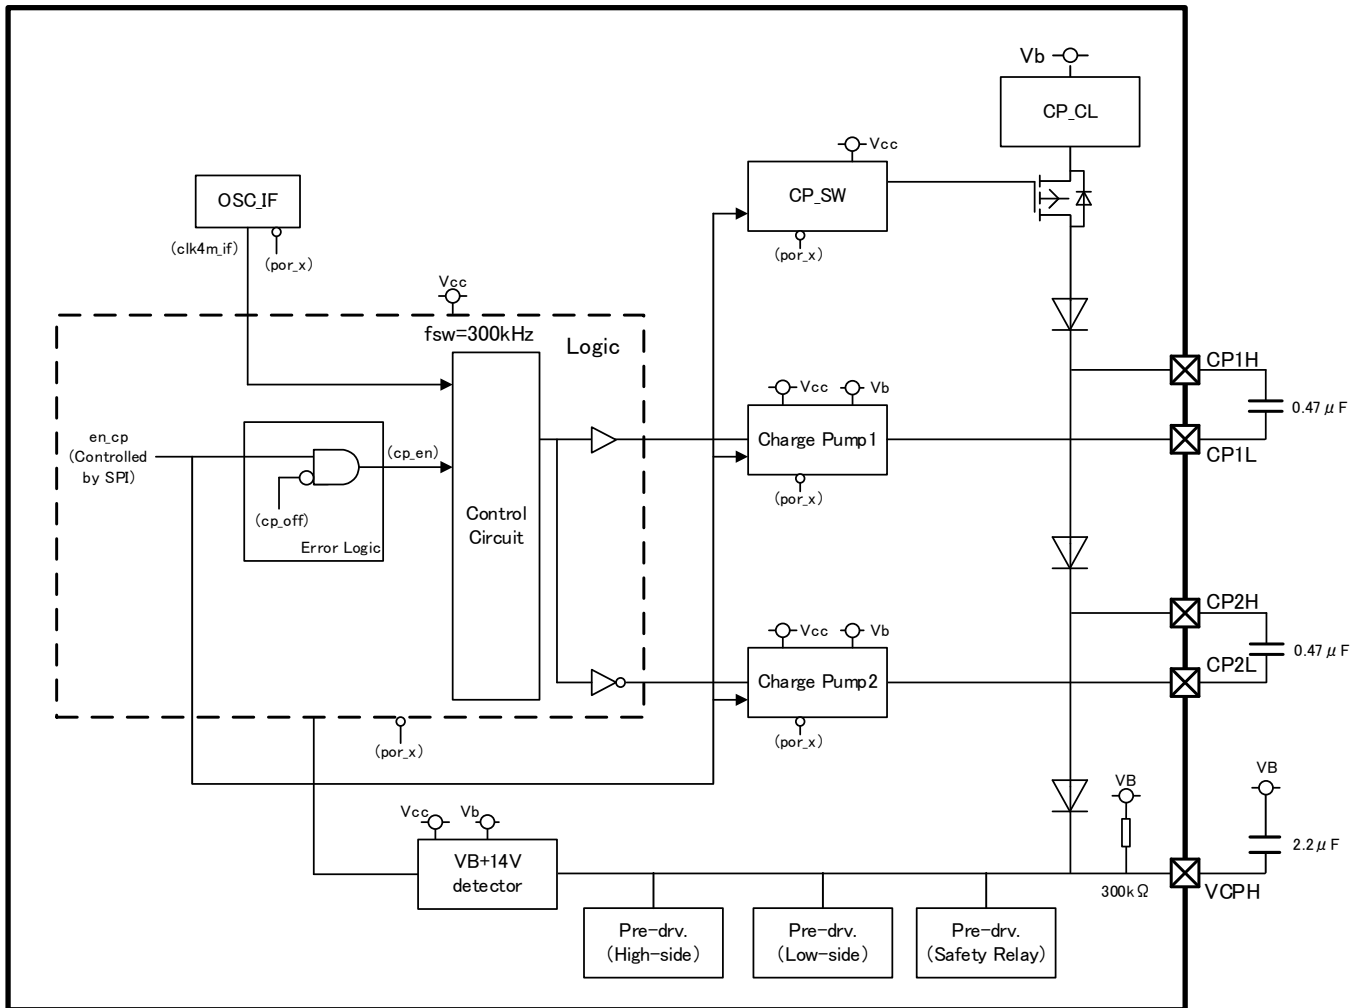 Vb
CP_CL
Vcc
CP_SW
(por_x)
OSC_IF
(clk4m_if)
(por_x)
Vcc
fsw=300kHz
Logic
CP1H
0.47μF
CP1L
Vcc
Vb
Charge Pump1
(por_x)
en_cp
(Controlled
by SPI)
(cp_en)
(cp_off)
Error Logic
Control
Circuit
CP2H
0.47μF
CP2L
Vcc
Vb
Charge Pump2
(por_x)
(por_x)
VB
VB
2.2μF
300kΩ
VCPH
Vcc
Vb
VB+14V
detector
Pre-drv.
(High-side)
Pre-drv.
(Low-side)
Pre-drv.
(Safety Relay)